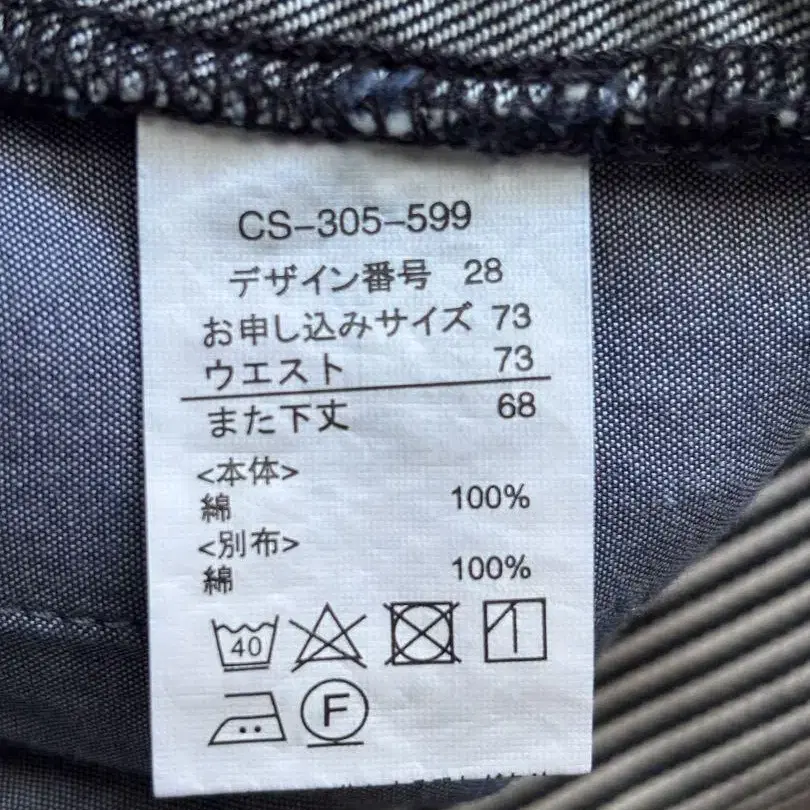 CS-305-599
デザイン番号 28
お申し込みサイズ 73
ウエスト 73
また下丈 68
<本体>
綿 100%
<別布>
綿 100%
40
F